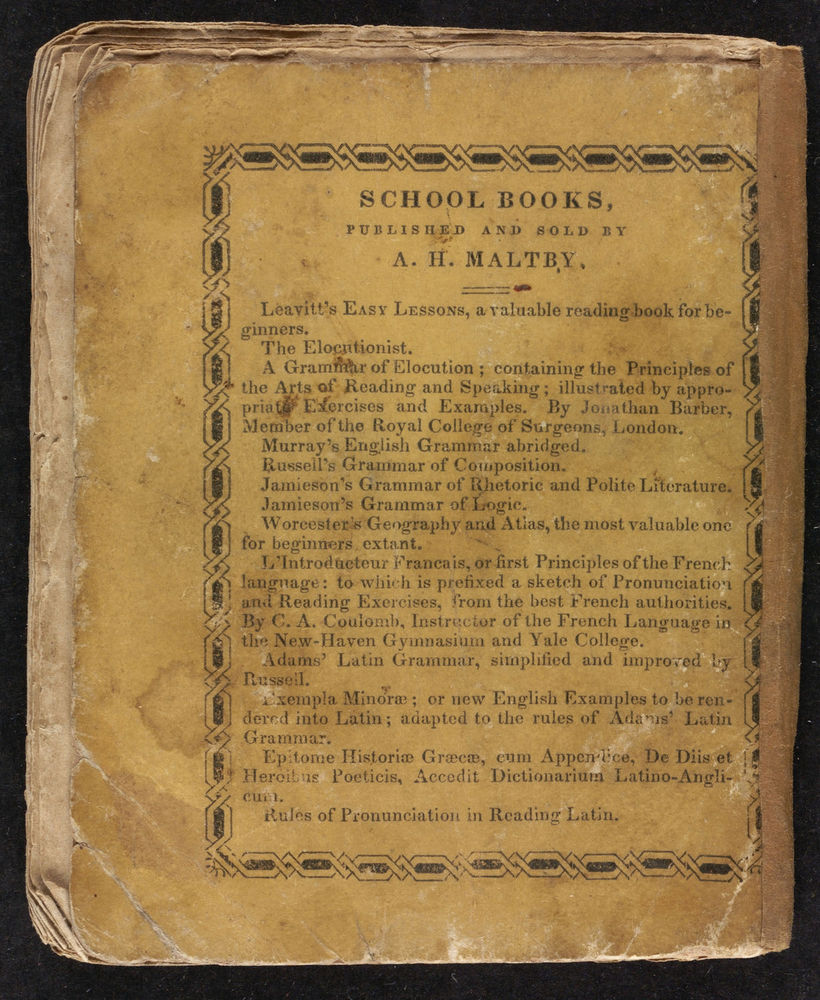 SCHOOL BOOKS,
PUBLISHED AND SOLD BY
A. H. MALTBY.
Leavitt's EASY LESSONS, a valuable reading book for be-
ginners.
The Elocutionist.
A Grammar of Elocution ; containing the Principles of
the Arts of Reading and Speaking ; illustrated by appro-
priate Exercises and Examples. By Jonathan Barber,
Member of the Royal College of Surgeons, London.
Murray's English Grammar abridged.
Russell's Grammar of Composition.
Jamieson's Grammar of Rhetoric and Polite Literature.
Jamieson's Grammar of Logic.
Worcester's Geography and Atlas, the most valuable one
for beginners extant.
L'Introducteur Francais, or first Principles of the French
language: to which is prefixed a sketch of Pronunciation
and Reading Exercises, from the best French authorities.
By C. A. Coulomb, Instructor of the French Language in
the New-Haven Gymnasium and Yale College.
Adams' Latin Grammar, simplified and improved by
Russell.
Exempla Minoræ ; or new English Examples to be ren-
dered into Latin ; adapted to the rules of Adams' Latin
Grammar.
Epitome Historiæ Græcæ, cum Appendice, De Diis et
Heroibus Poeticis, Accedit Dictionarium Latino-Angli-
cum.
Rules of Pronunciation in Reading Latin.